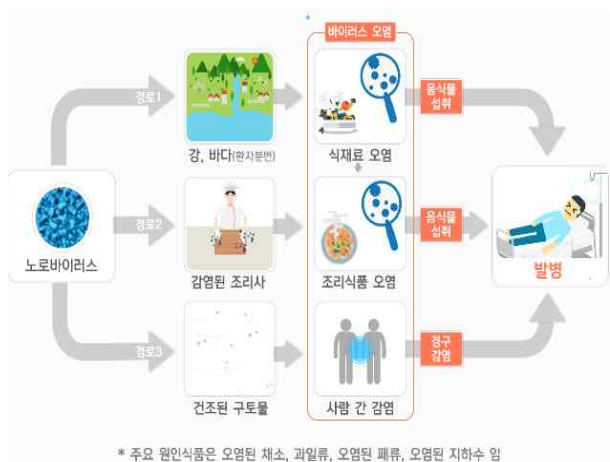 바이러스 오염
경로1
강, 바다(환자분변)
식재료 오염
음식물
섭취
노로바이러스
경로2
감염된 조리사
조리식품 오염
음식물
섭취
발병
경로3
건조된 구토물
사람 간 감염
경구
감염
* 주요 원인식품은 오염된 채소, 과일류, 오염된 패류, 오염된 지하수 임